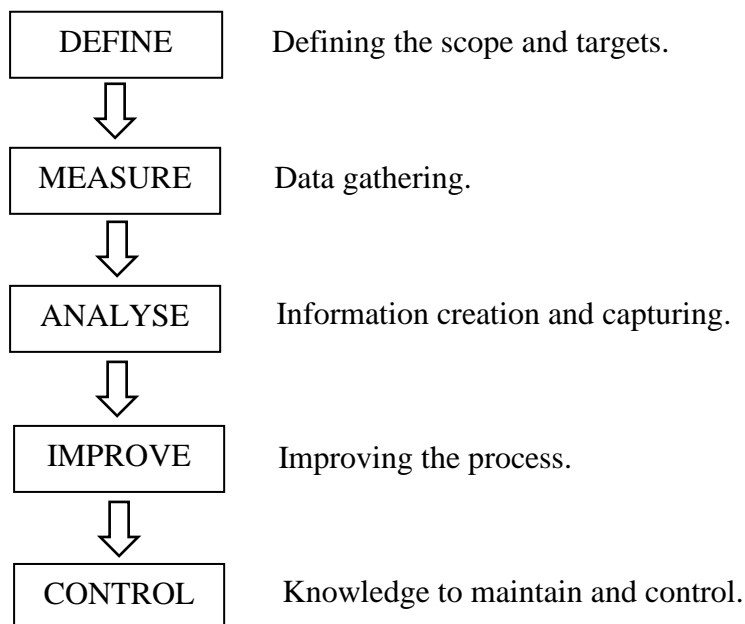 DEFINE Defining the scope and targets.
MEASURE Data gathering.
ANALYSE Information creation and capturing.
IMPROVE Improving the process.
CONTROL Knowledge to maintain and control.